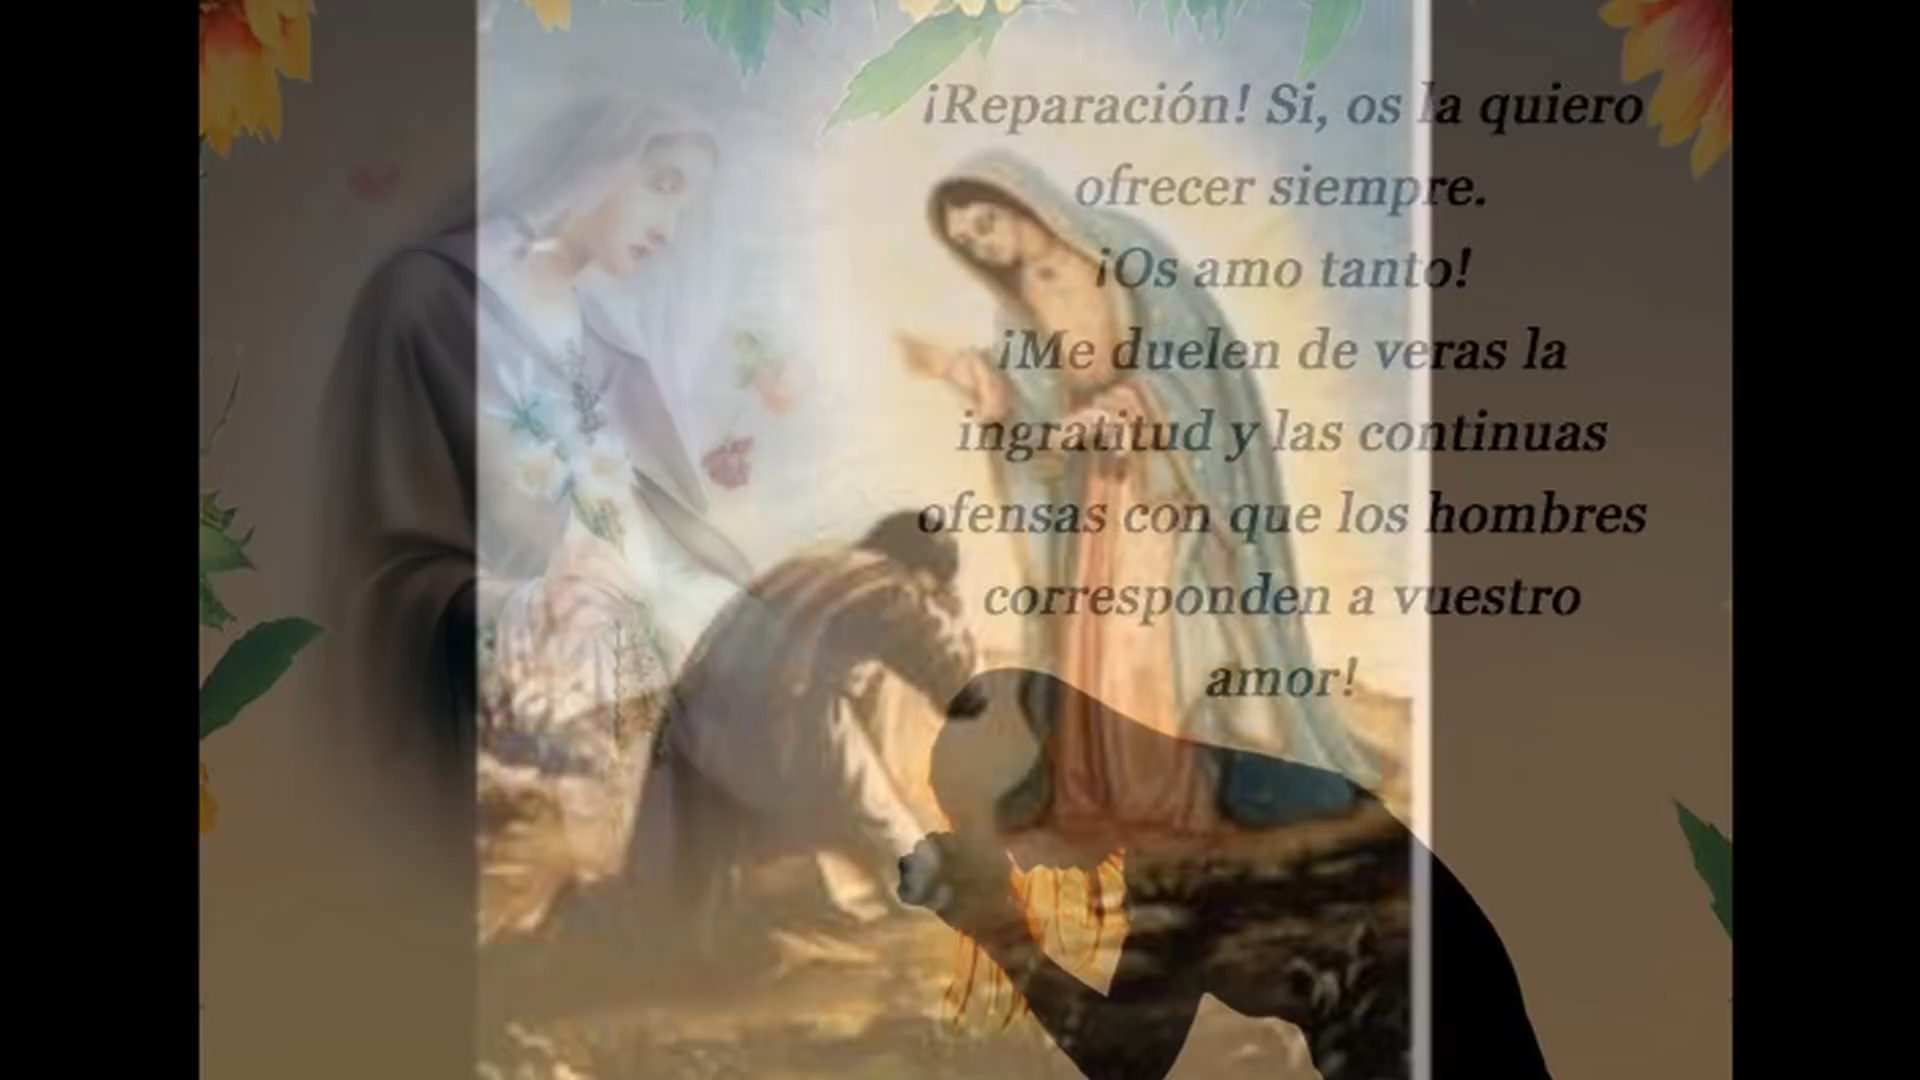 ¡Reparación! Si, os la quiero
ofrecer siempre.
¡Os amo tanto!
¡Me duelen de veras la
ingratitud y las continuas
ofensas con que los hombres
corresponden a vuestro
amor!